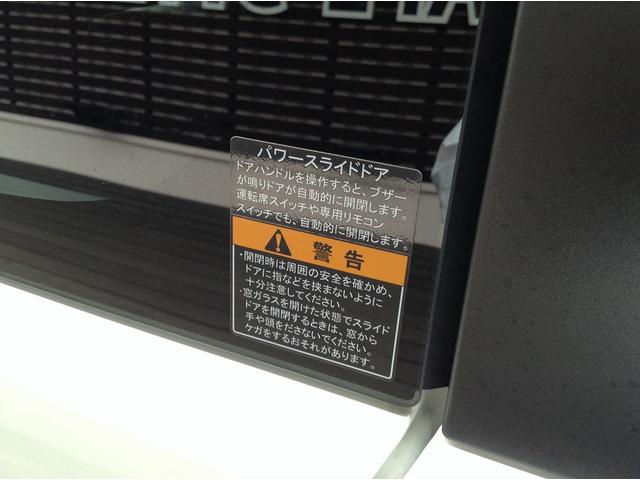 パワースライドドア
ドアハンドルを操作すると、ブザー
が鳴りドアが自動的に開閉します。
運転席スイッチや専用リモコン
スイッチでも、自動的に開閉します。
警告
・開閉時は周囲の安全を確かめ、
ドアに指などを挟まないように
十分注意してください。
・窓ガラスを開けた状態でスライド
ドアを開閉するときは、窓から
手や頭をださないでください。
ケガをするおそれがあります。